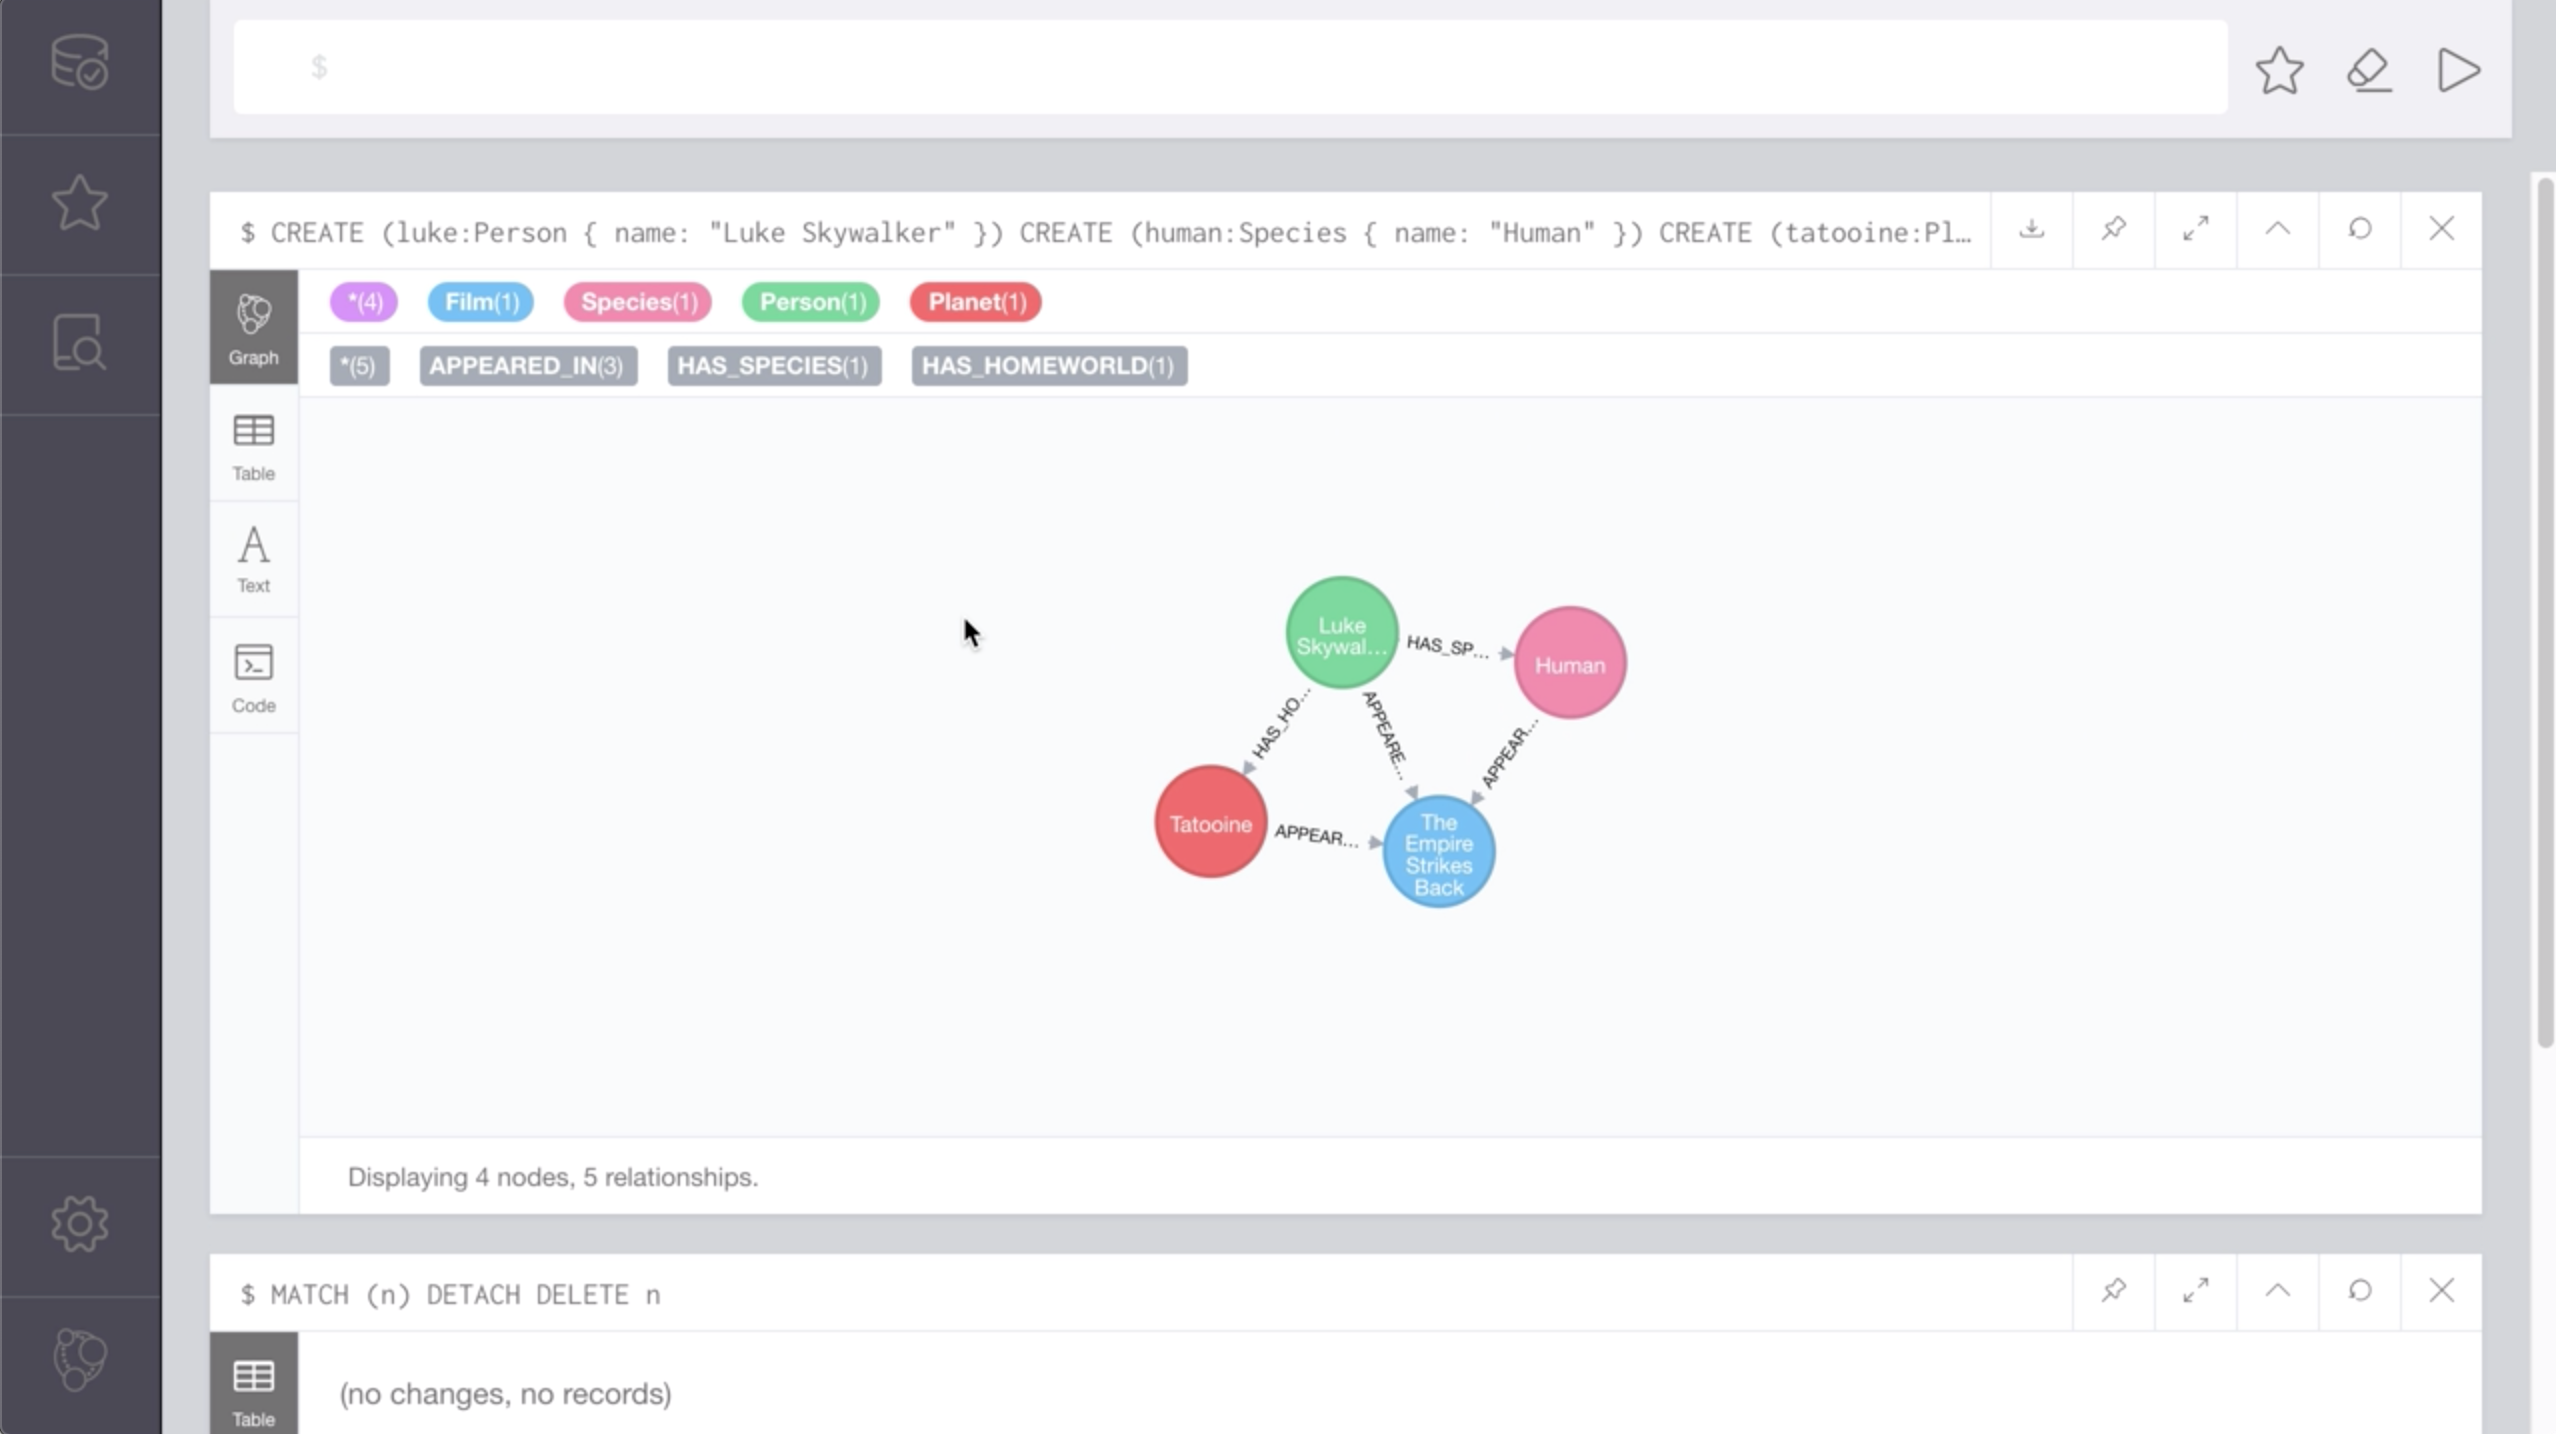 $
$ CREATE (luke:Person { name: "Luke Skywalker" }) CREATE (human:Species { name: "Human" }) CREATE (tatooine:Pl…
Graph
*(4) Film(1) Species(1) Person(1) Planet(1)
*(5) APPEARED_IN(3) HAS_SPECIES(1) HAS_HOMEWORLD(1)
Table
Text
Code
Luke
Skywal…
HAS_SP…
Human
HAS_HO…
APPEARE…
APPEAR…
Tatooine
APPEAR…
The
Empire
Strikes
Back
Displaying 4 nodes, 5 relationships.
$ MATCH (n) DETACH DELETE n
Table
(no changes, no records)